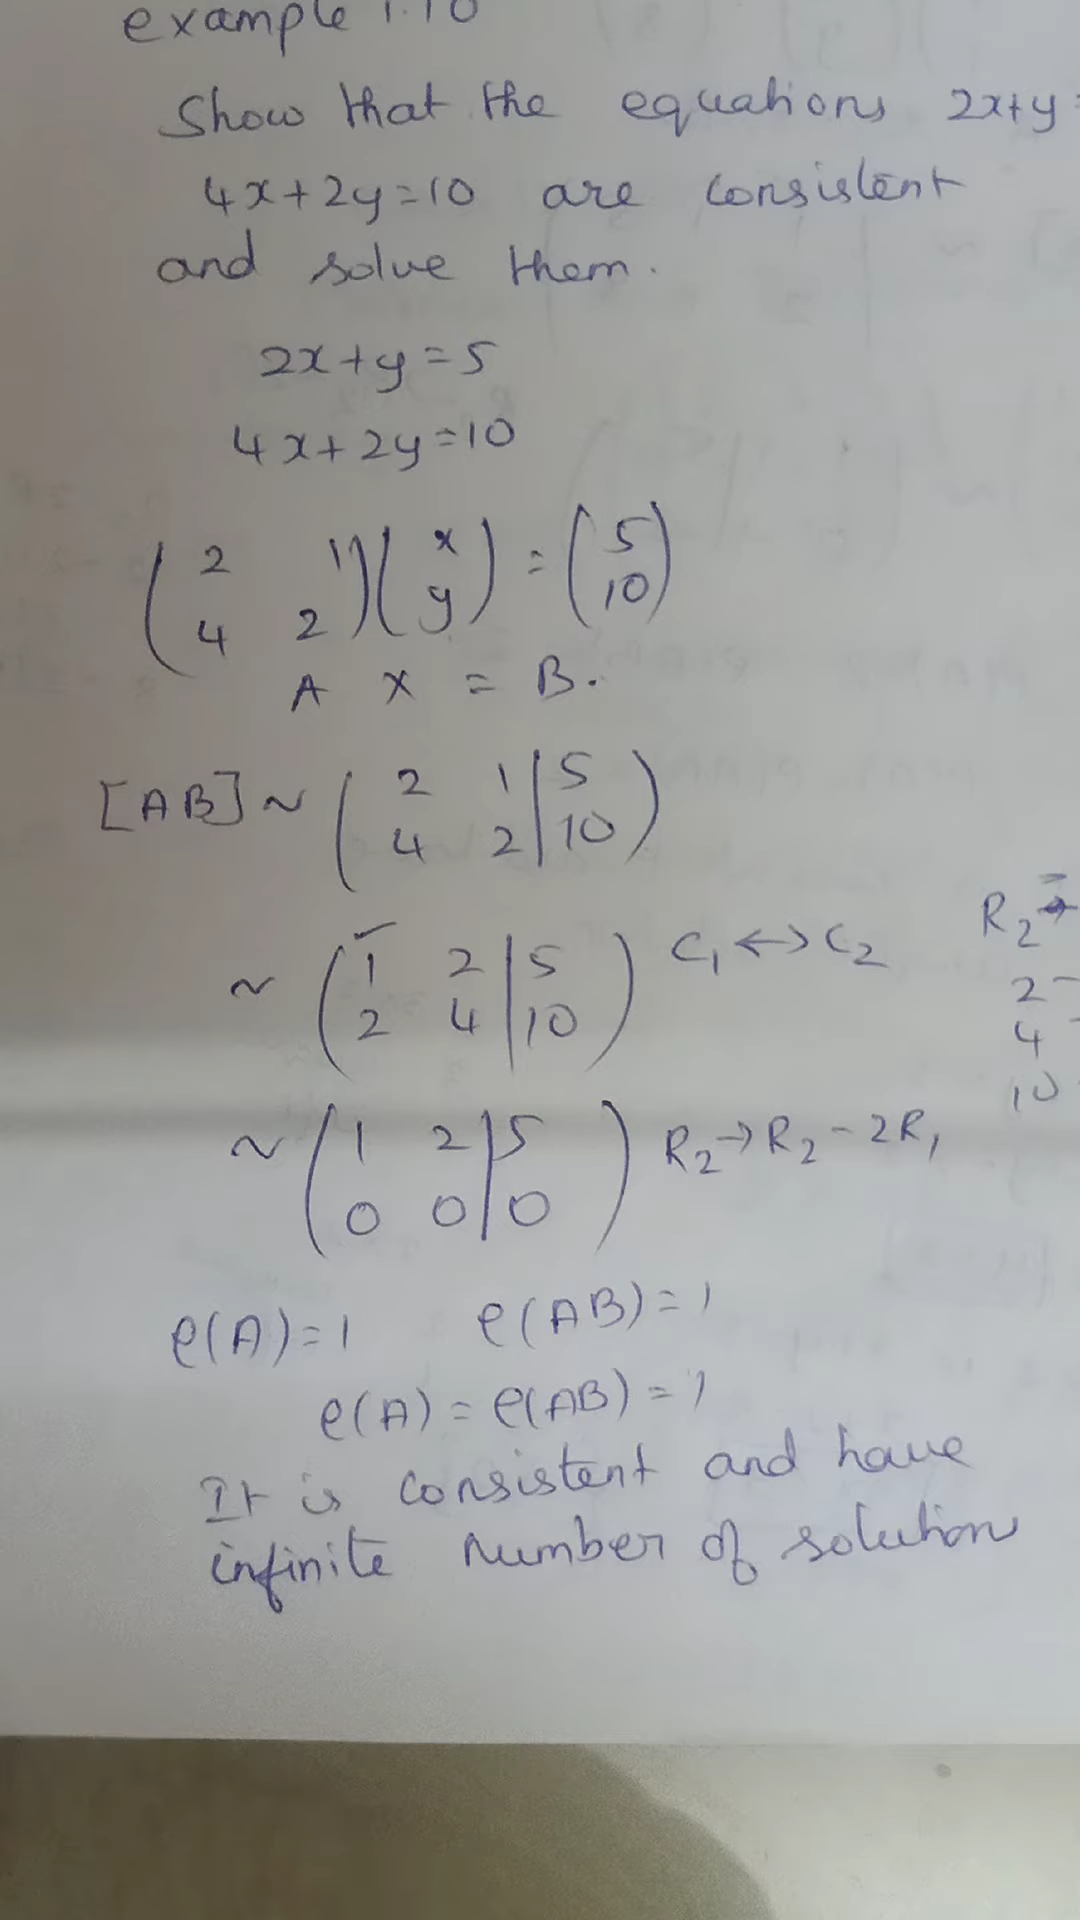 example 1.10
Show that the equations 2x+y=
4x+2y=10 are consistent
and solve them.
2x+y=5
4x+2y=10
(2 1) (x) = (5)
(4 2) (y) (10)
A X = B.
[AB] ~ (2 1 | 5)
(4 2 | 10)
~ (1 2 | 5) C₁↔C₂
(2 4 | 10)
R₂→
2-
4-
10
~ (1 2 | 5) R₂→R₂-2R₁
(0 0 | 0)
ρ(A)=1 ρ(AB)=1
ρ(A)=ρ(AB)=1
It is consistent and have
infinite number of solution